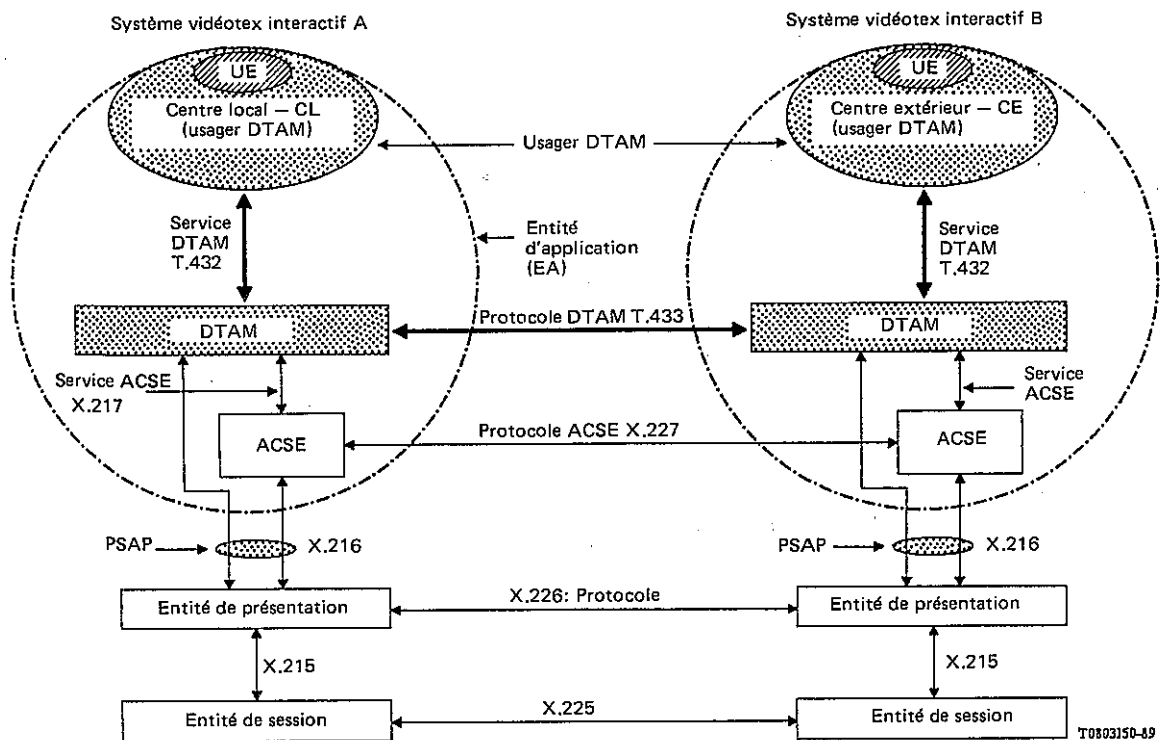 Système vidéotex interactif A
Système vidéotex interactif B
UE
UE
Centre local — CL
(usager DTAM)
Centre extérieur — CE
(usager DTAM)
Usager DTAM
Service
DTAM
T.432
Entité
d'application
(EA)
Service
DTAM
T.432
DTAM
Protocole DTAM T.433
DTAM
Service ACSE
X.217
Service
ACSE
ACSE
Protocole ACSE X.227
ACSE
PSAP
X.216
PSAP
X.216
Entité de présentation
X.226: Protocole
Entité de présentation
X.215
X.215
Entité de session
X.225
Entité de session
T0803150-89